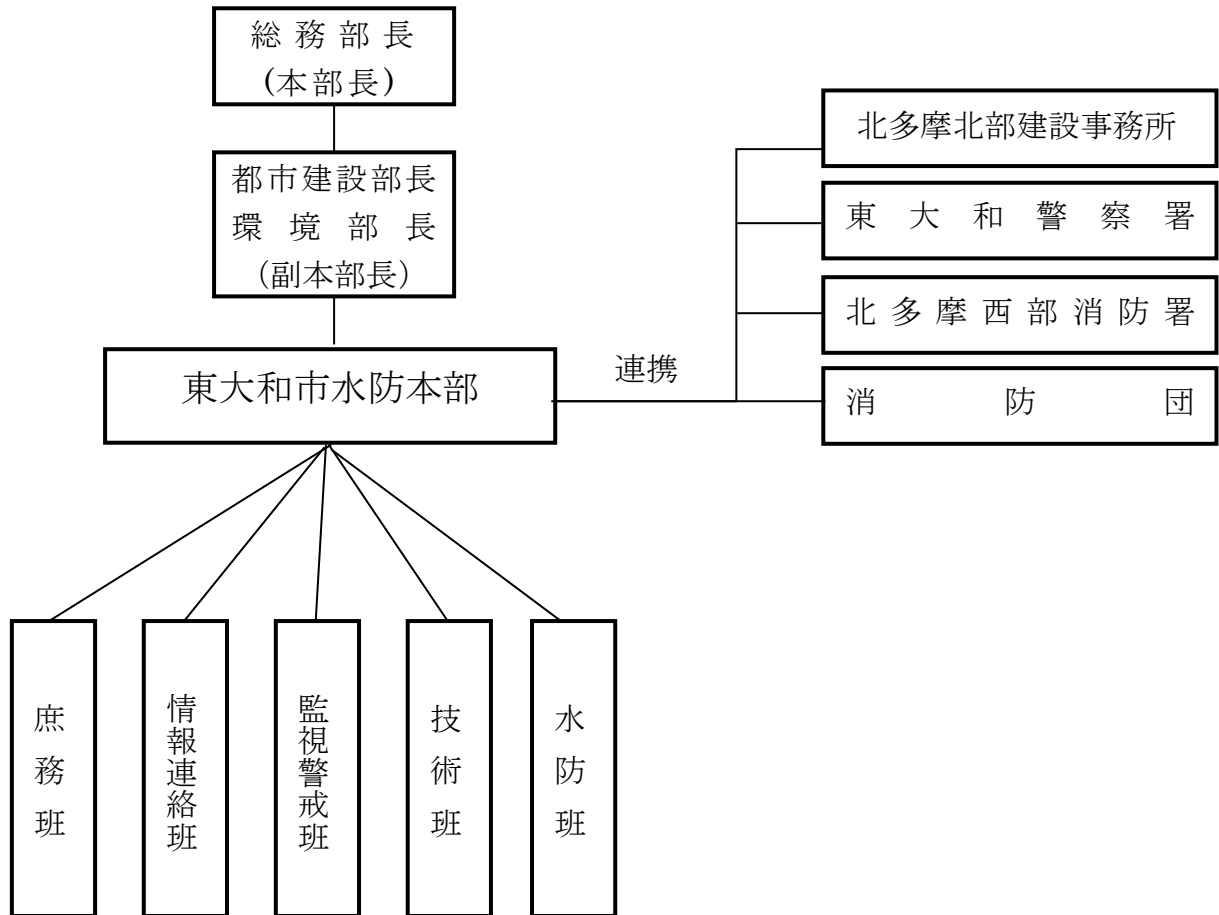 総務部長
(本部長)
都市建設部長
環境部長
(副本部長)
東大和市水防本部
連携
北多摩北部建設事務所
東大和警察署
北多摩西部消防署
消防団
庶務班
情報連絡班
監視警戒班
技術班
水防班